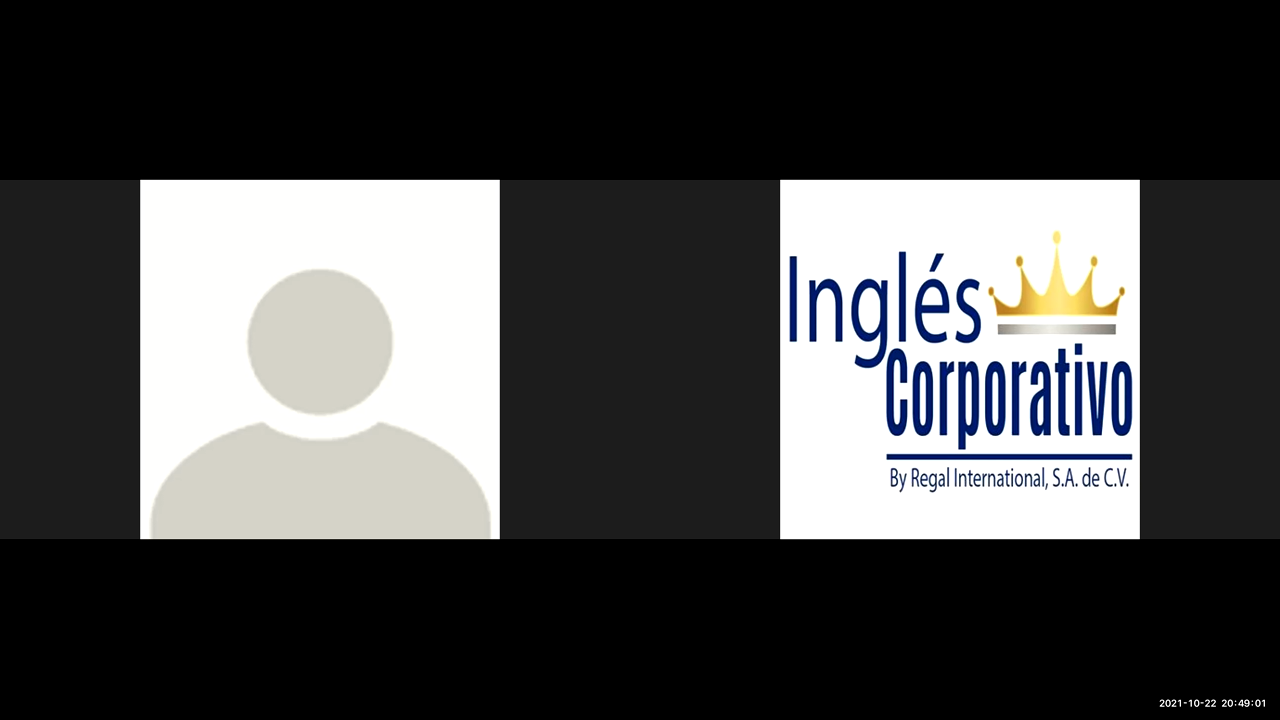 Inglés
Corporativo
By Regal International, S.A. de C.V.
2021-10-22 20:49:01